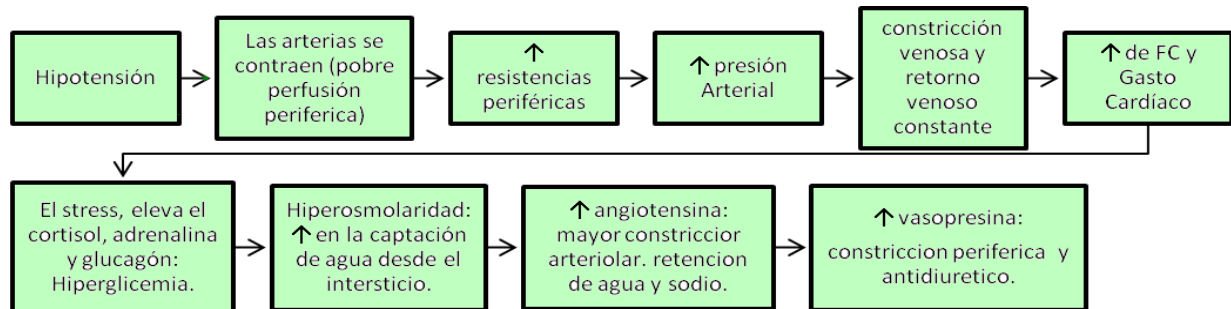 Hipotensión
Las arterias se
contraen (pobre
perfusión
periferica)
↑
resistencias
periféricas
↑ presión
Arterial
constricción
venosa y
retorno
venoso
constante
↑ de FC y
Gasto
Cardíaco
El stress, eleva el
cortisol, adrenalina
y glucagón:
Hiperglicemia.
Hiperosmolaridad:
↑ en la captación
de agua desde el
intersticio.
↑ angiotensina:
mayor constriccior
arteriolar. retencion
de agua y sodio.
↑ vasopresina:
constriccion periferica y
antidiuretico.